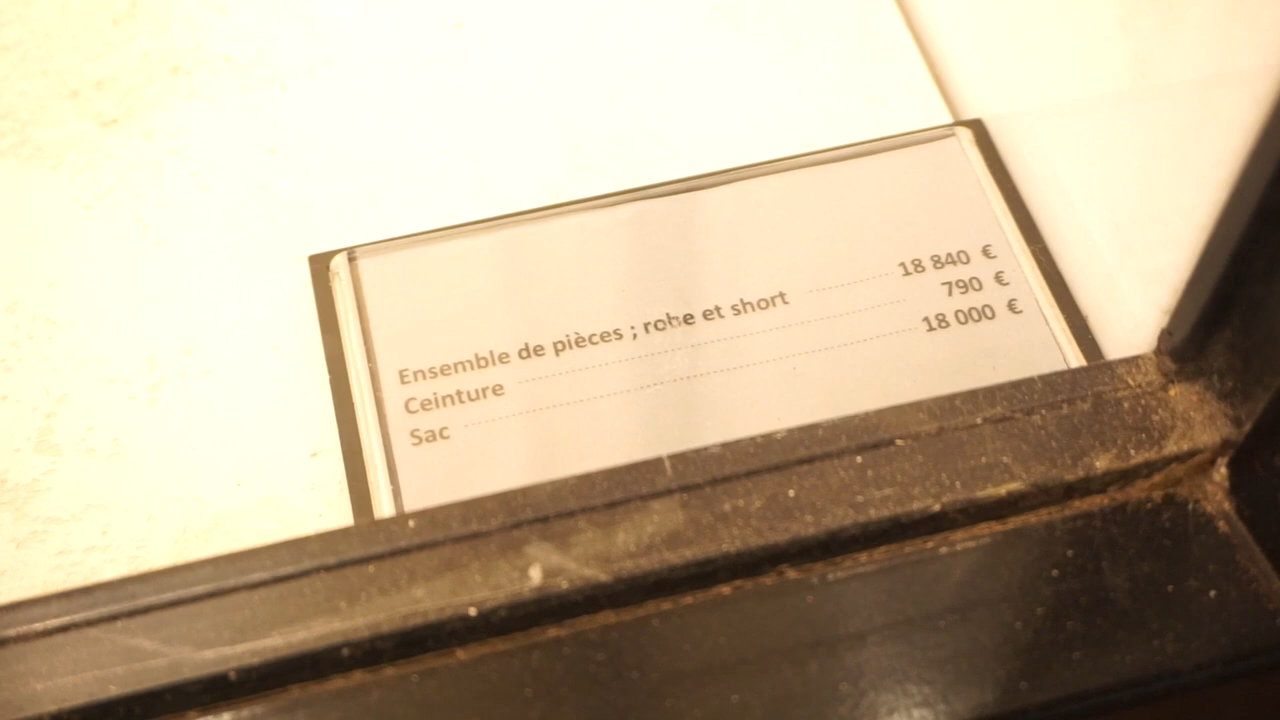 Ensemble de pièces ; robe et short 18 840 €
Ceinture 790 €
Sac 18 000 €